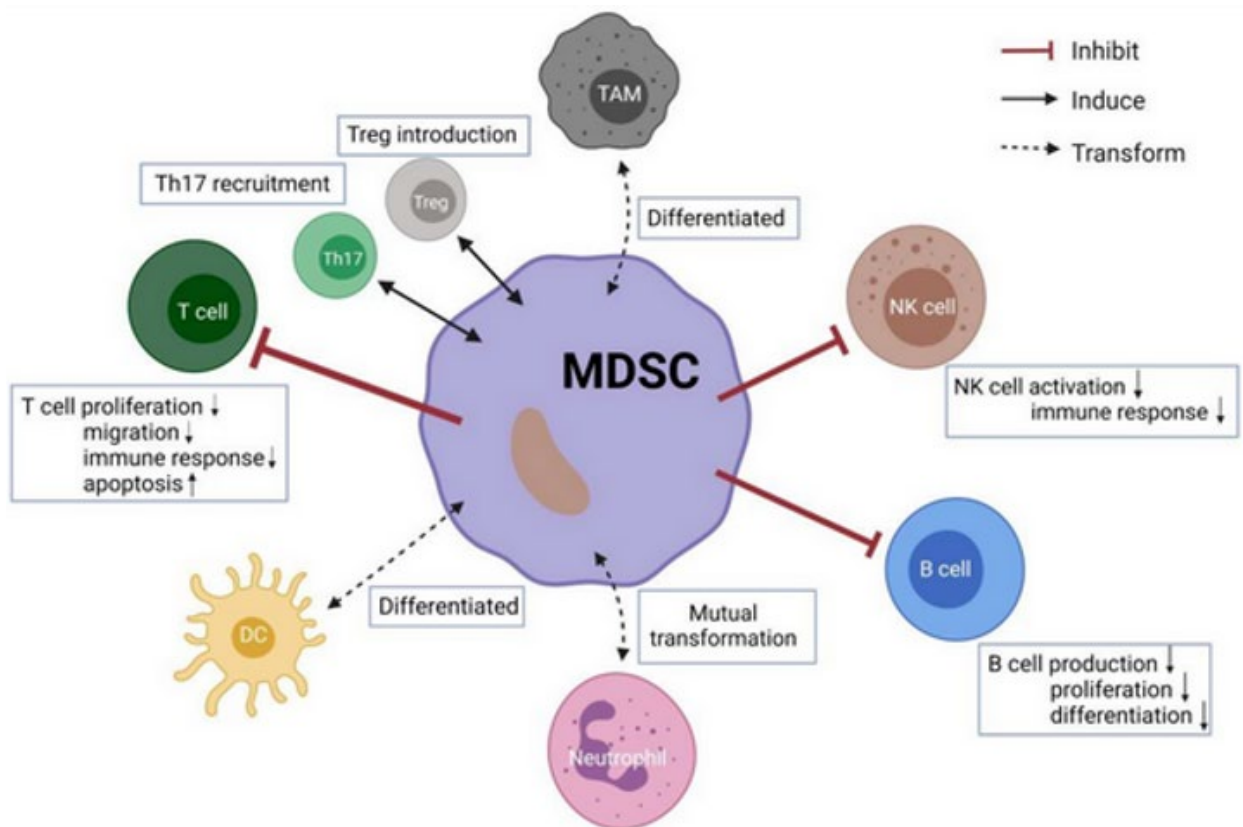 TAM
Inhibit
Induce
Transform
Treg introduction
Th17 recruitment
Treg
Differentiated
Th17
T cell
NK cell
MDSC
T cell proliferation ↓
migration ↓
immune response ↓
apoptosis ↑
NK cell activation ↓
immune response ↓
B cell
Differentiated
Mutual
transformation
DC
B cell production ↓
proliferation ↓
differentiation ↓
Neutrophil